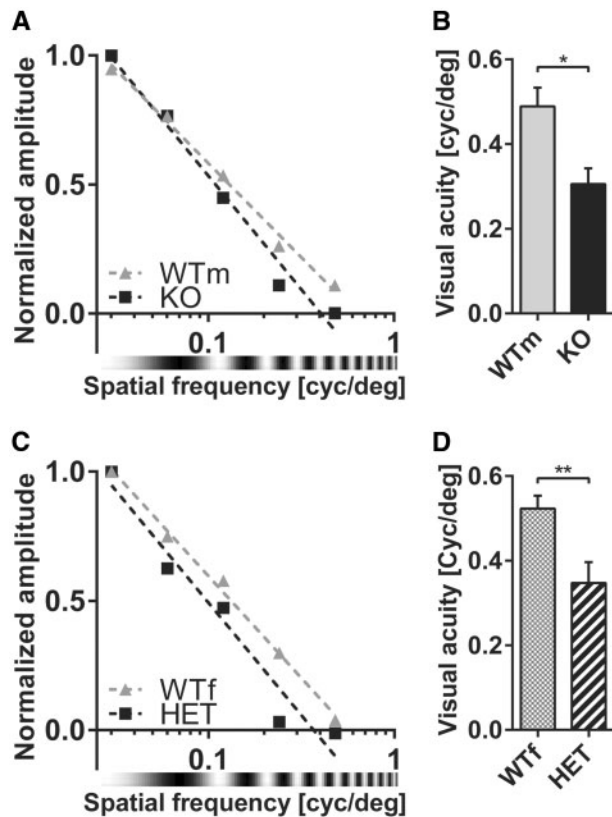 A
Normalized amplitude
1.0
0.5
0.0
WTm
KO
0.1
1
Spatial frequency [cyc/deg]
B
Visual acuity [cyc/deg]
0.6
0.4
0.2
0.0
*
WTm
KO
C
Normalized amplitude
1.0
0.5
0.0
WTf
HET
0.1
1
Spatial frequency [cyc/deg]
D
Visual acuity [Cyc/deg]
0.6
0.4
0.2
0.0
**
WTf
HET